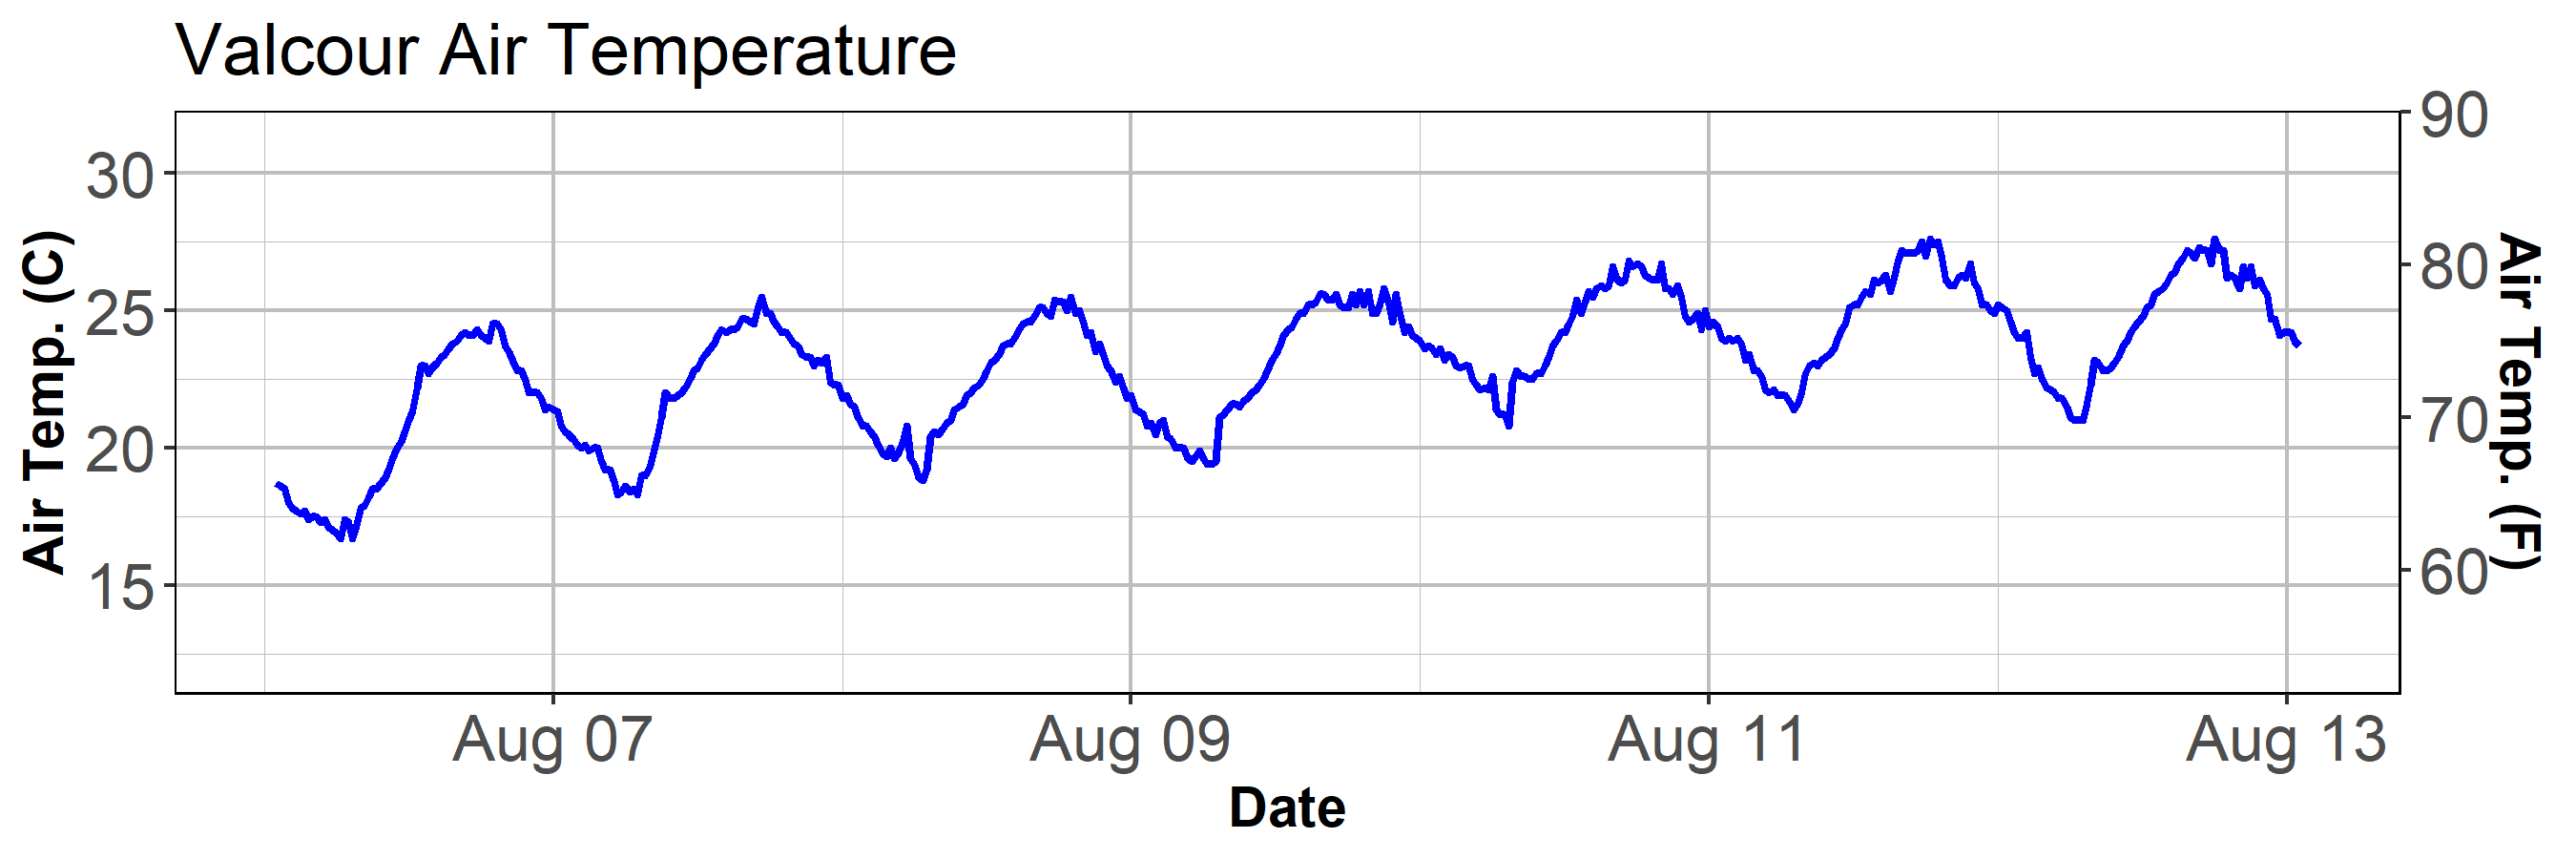 Valcour Air Temperature
Air Temp. (C)
30
25
20
15
90
80
70
60
Air Temp. (F)
Aug 07
Aug 09
Aug 11
Aug 13
Date